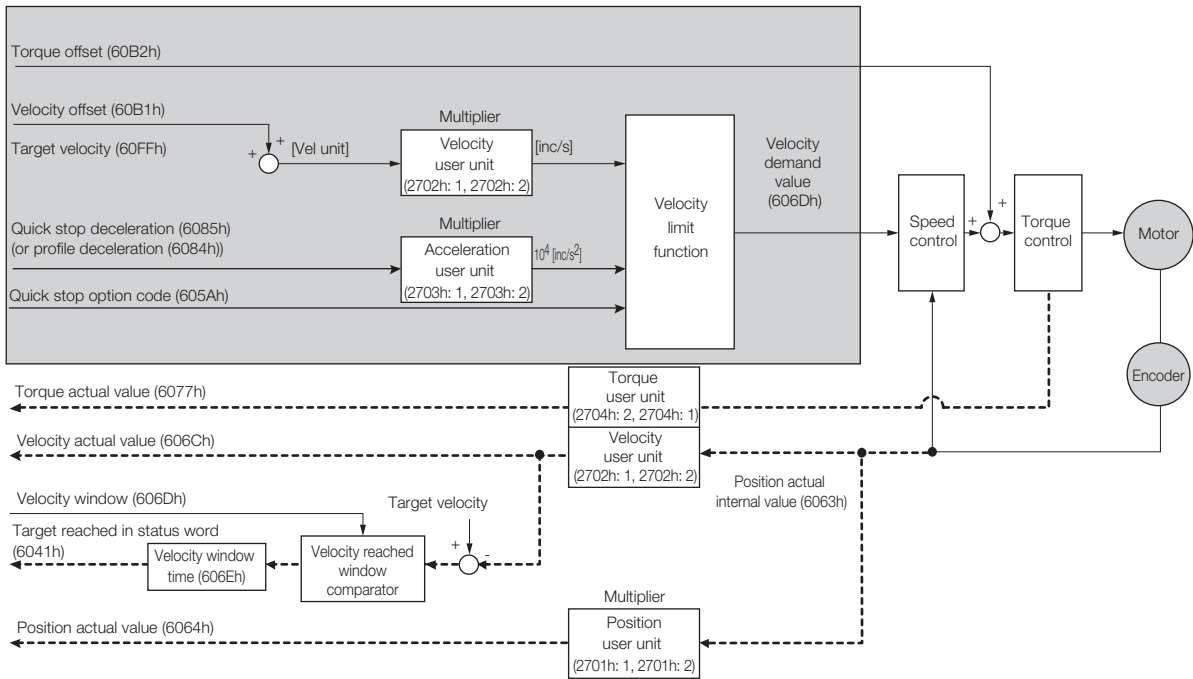 Torque offset (60B2h)
Velocity offset (60B1h)
Target velocity (60FFh)
+
+
[Vel unit]
Multiplier
Velocity
user unit
(2702h: 1, 2702h: 2)
[inc/s]
Quick stop deceleration (6085h)
(or profile deceleration (6084h))
Multiplier
Acceleration
user unit
(2703h: 1, 2703h: 2)
10⁴ [inc/s²]
Quick stop option code (605Ah)
Velocity
limit
function
Velocity
demand
value
(606Dh)
Speed
control
+
+
Torque
control
Motor
Encoder
Torque actual value (6077h)
Torque
user unit
(2704h: 2, 2704h: 1)
Velocity actual value (606Ch)
Velocity
user unit
(2702h: 1, 2702h: 2)
Position actual
internal value (6063h)
Velocity window (606Dh)
Target velocity
+
-
Target reached in status word
(6041h)
Velocity window
time (606Eh)
Velocity reached
window
comparator
Position actual value (6064h)
Multiplier
Position
user unit
(2701h: 1, 2701h: 2)